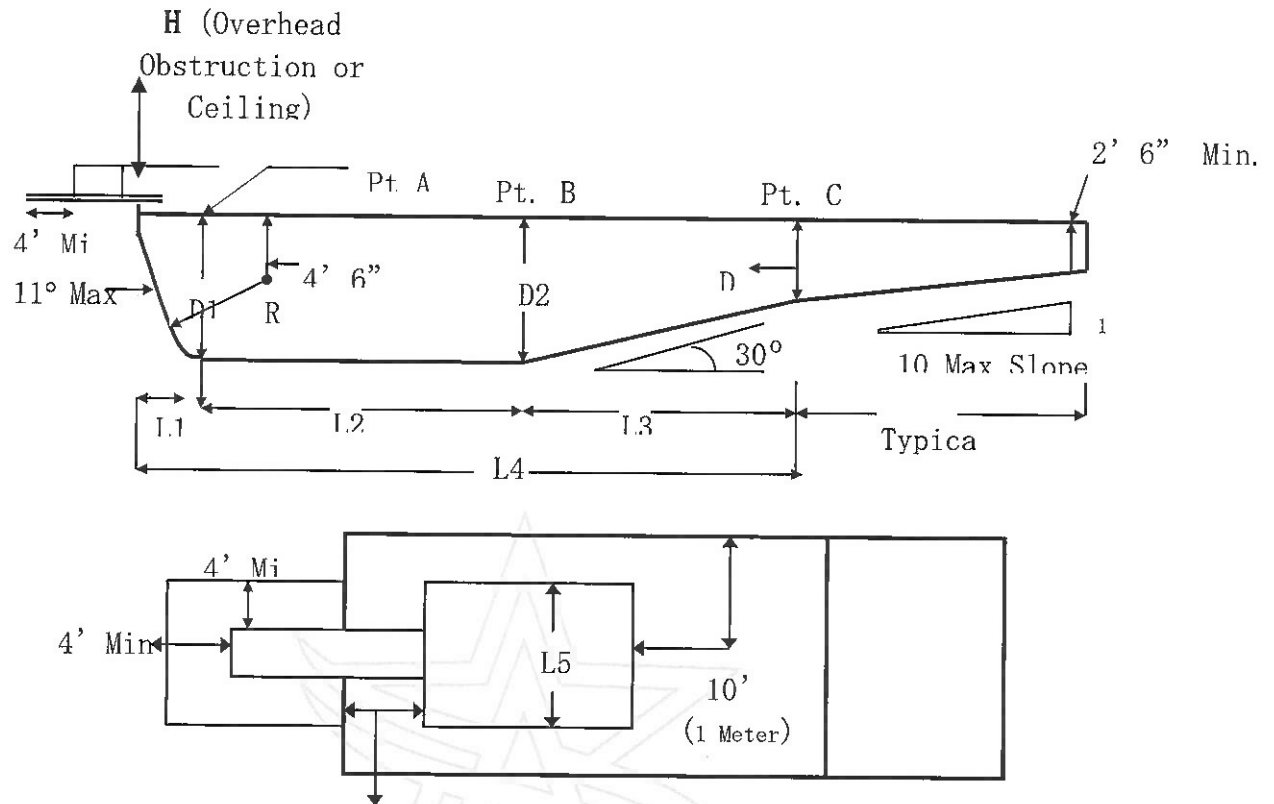 H (Overhead
Obstruction or
Ceiling)
2' 6" Min.
Pt. A
Pt. B
Pt. C
4' Mi
4' 6"
11° Max
D1
R
D2
D
30°
1
10 Max Slope
L1
L2
L3
Typica
L4
4' Mi
4' Min
L5
10'
(1 Meter)